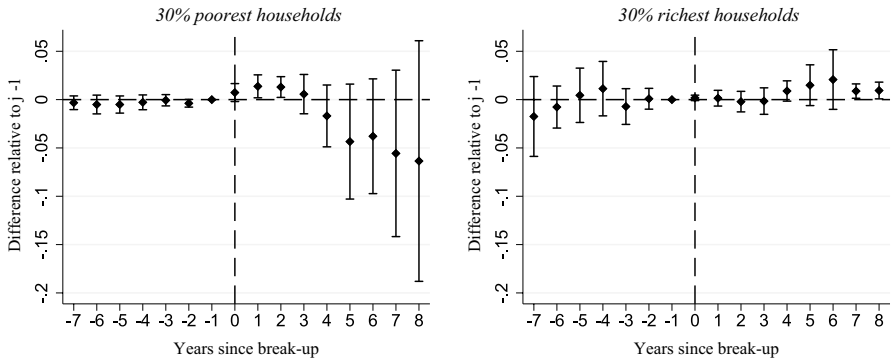 30% poorest households
Difference relative to j -1
.05
0
-.05
-.1
-.15
-.2
-7 -6 -5 -4 -3 -2 -1 0 1 2 3 4 5 6 7 8
Years since break-up
30% richest households
Difference relative to j -1
.05
0
-.05
-.1
-.15
-.2
-7 -6 -5 -4 -3 -2 -1 0 1 2 3 4 5 6 7 8
Years since break-up